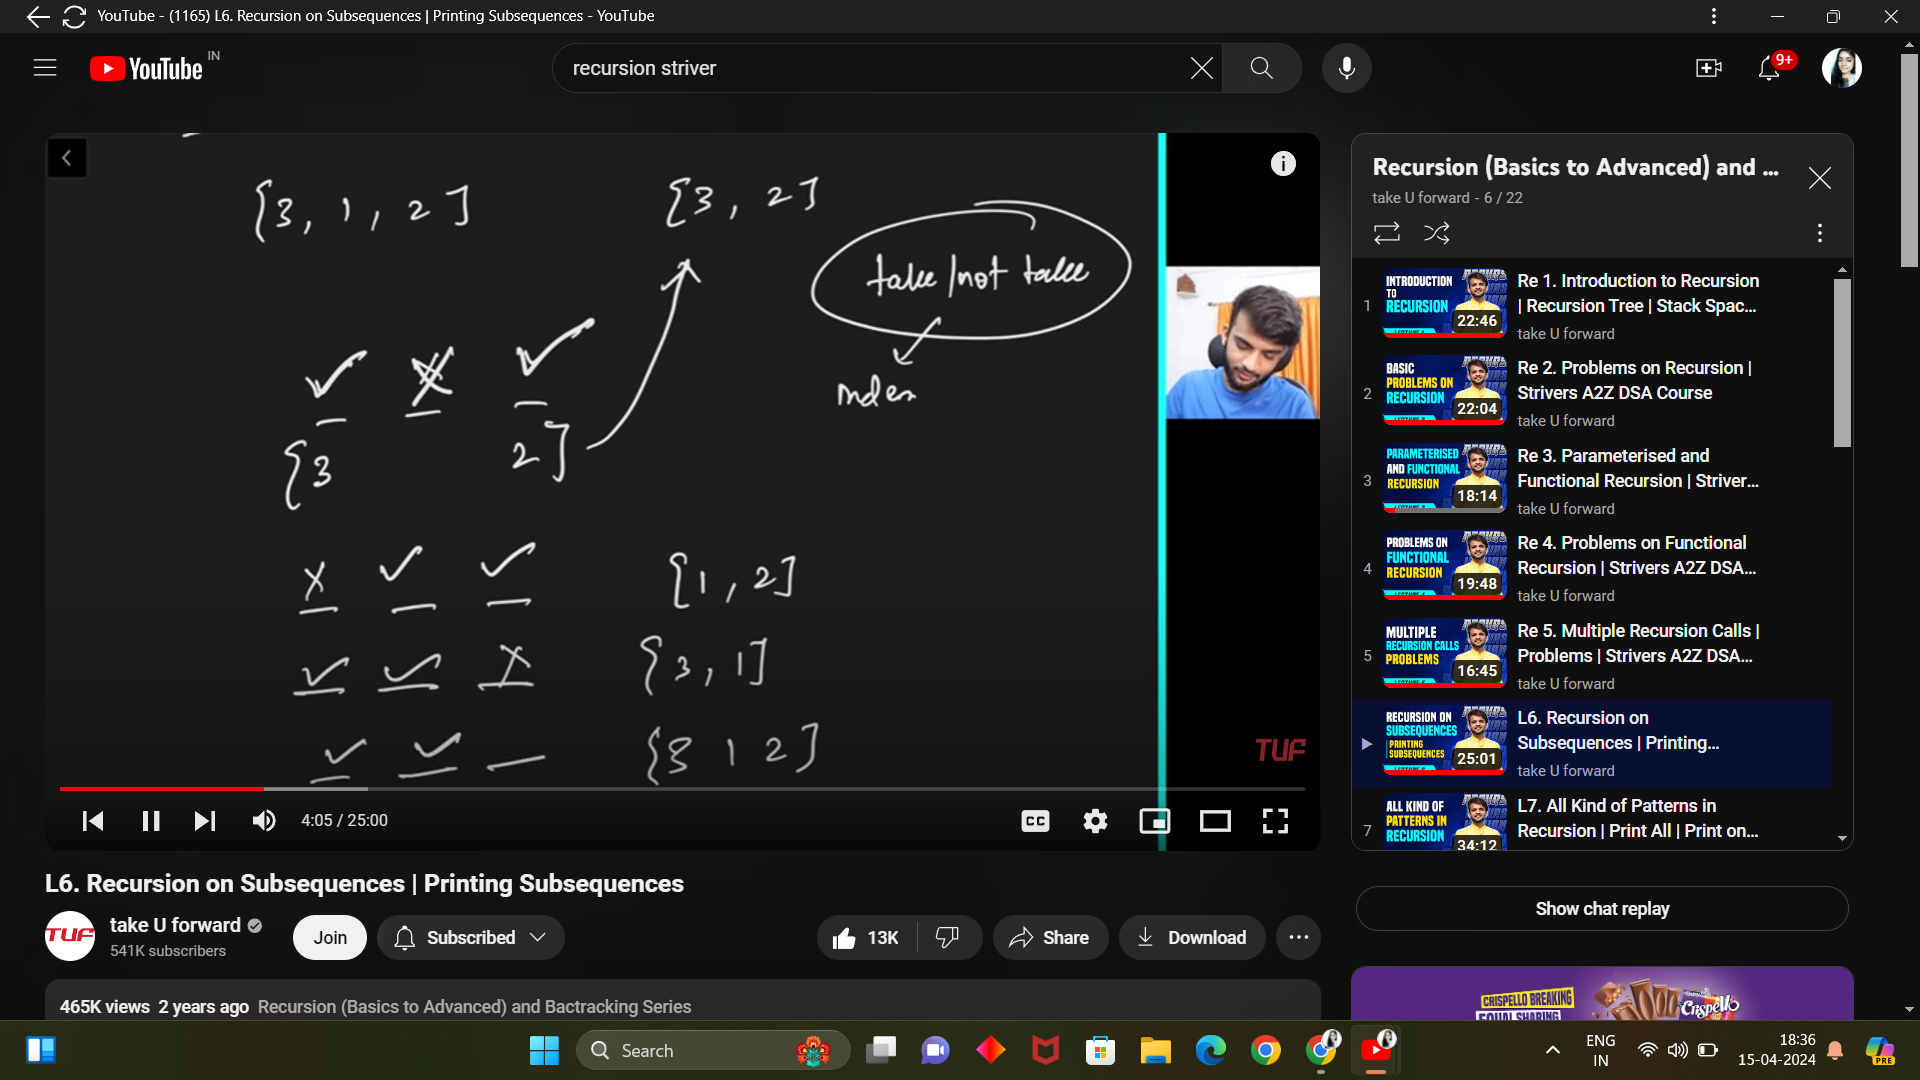 YouTube - (1165) L6. Recursion on Subsequences | Printing Subsequences - YouTube
YouTube IN
recursion striver
9+
{3, 1, 2}
{3, 2}
take/not take
index
{3 2}
{1, 2}
{3, 1}
{3 1 2}
TUF
4:05 / 25:00
CC
Recursion (Basics to Advanced) and ...
take U forward - 6 / 22
1
INTRODUCTION TO RECURSION
22:46
Re 1. Introduction to Recursion
| Recursion Tree | Stack Spac...
take U forward
2
BASIC PROBLEMS ON RECURSION
22:04
Re 2. Problems on Recursion |
Strivers A2Z DSA Course
take U forward
3
PARAMETERISED AND FUNCTIONAL RECURSION
18:14
Re 3. Parameterised and
Functional Recursion | Striver...
take U forward
4
PROBLEMS ON FUNCTIONAL RECURSION
19:48
Re 4. Problems on Functional
Recursion | Strivers A2Z DSA...
take U forward
5
MULTIPLE RECURSION CALLS PROBLEMS
16:45
Re 5. Multiple Recursion Calls |
Problems | Strivers A2Z DSA...
take U forward
RECURSION ON SUBSEQUENCES | PRINTING SUBSEQUENCES
25:01
L6. Recursion on
Subsequences | Printing...
take U forward
7
ALL KIND OF PATTERNS IN RECURSION
34:12
L7. All Kind of Patterns in
Recursion | Print All | Print on...
L6. Recursion on Subsequences | Printing Subsequences
TUF
take U forward
541K subscribers
Join
Subscribed
13K
Share
Download
Show chat replay
465K views 2 years ago Recursion (Basics to Advanced) and Bactracking Series
CRISPELLO BREAKING
EQUAL SHARING
Crispello
Search
ENG
IN
18:36
15-04-2024
PRE